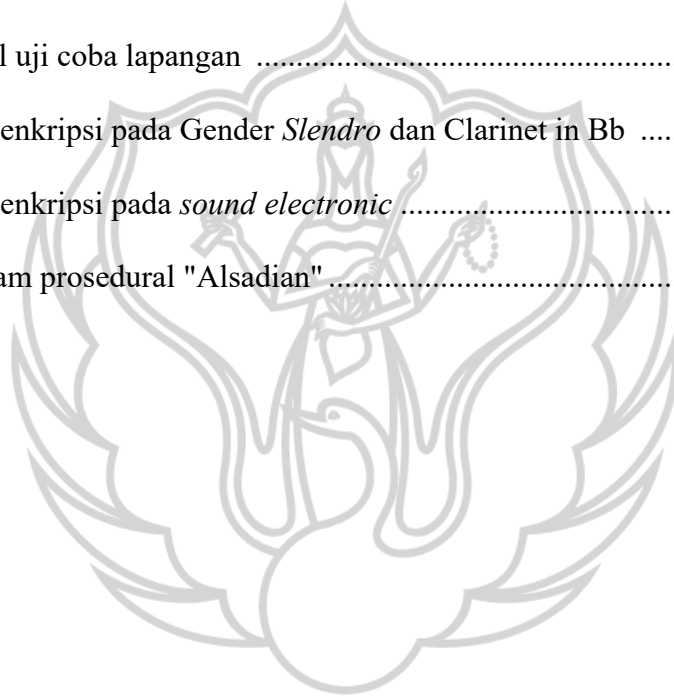 l uji coba lapangan ....................................................
enkripsi pada Gender Slendro dan Clarinet in Bb ....
enkripsi pada sound electronic ..................................
am prosedural "Alsadian" ...........................................